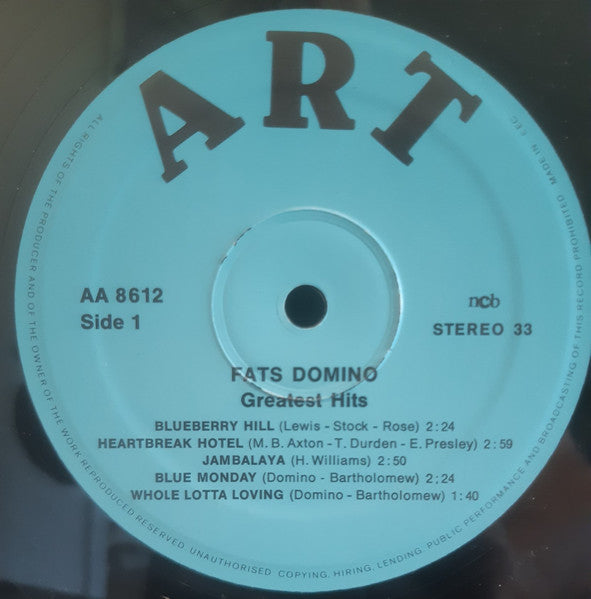 ART
AA 8612
Side 1
ncb
STEREO 33
FATS DOMINO
Greatest Hits
BLUEBERRY HILL (Lewis - Stock - Rose) 2:24
HEARTBREAK HOTEL (M. B. Axton - T. Durden - E. Presley) 2:59
JAMBALAYA (H. Williams) 2:50
BLUE MONDAY (Domino - Bartholomew) 2:24
WHOLE LOTTA LOVING (Domino - Bartholomew) 1:40
ALL RIGHTS OF THE PRODUCER AND OF THE OWNER OF THE WORK REPRODUCED RESERVED UNAUTHORISED COPYING, HIRING, LENDING, PUBLIC PERFORMANCE AND BROADCASTING OF THIS RECORD PROHIBITED MADE IN EEC